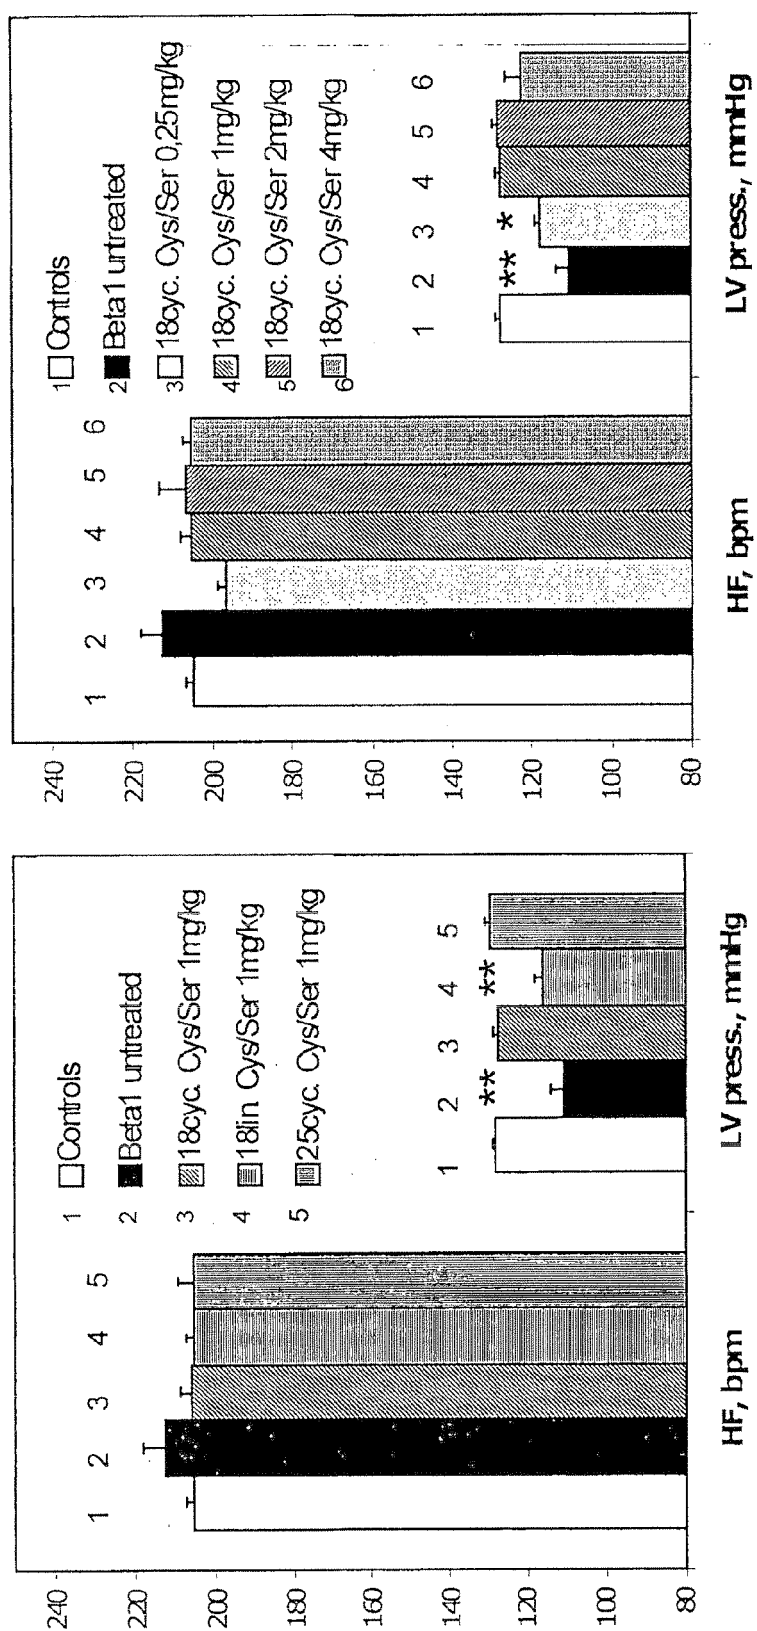 240
220
200
180
160
140
120
100
80
1 Controls
2 Beta1 untreated
3 18cyc. Cys/Ser 1mg/kg
4 18lin. Cys/Ser 1mg/kg
5 25cyc. Cys/Ser 1mg/kg
1 2 3 4 5
1 2 3 4 5
** **
HF, bpm LV press., mmHg
240
220
200
180
160
140
120
100
80
1 Controls
2 Beta1 urtreated
3 18cyc. Cys/Ser 0,25mg/kg
4 18cyc. Cys/Ser 1mg/kg
5 18cyc. Cys/Ser 2mg/kg
6 18cyc. Cys/Ser 4mg/kg
1 2 3 4 5 6
1 2 3 4 5 6
** *
HF, bpm LV press., mmHg